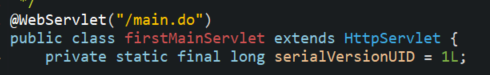 */
@WebServlet("/main.do")
public class firstMainServlet extends HttpServlet {
    private static final long serialVersionUID = 1L;